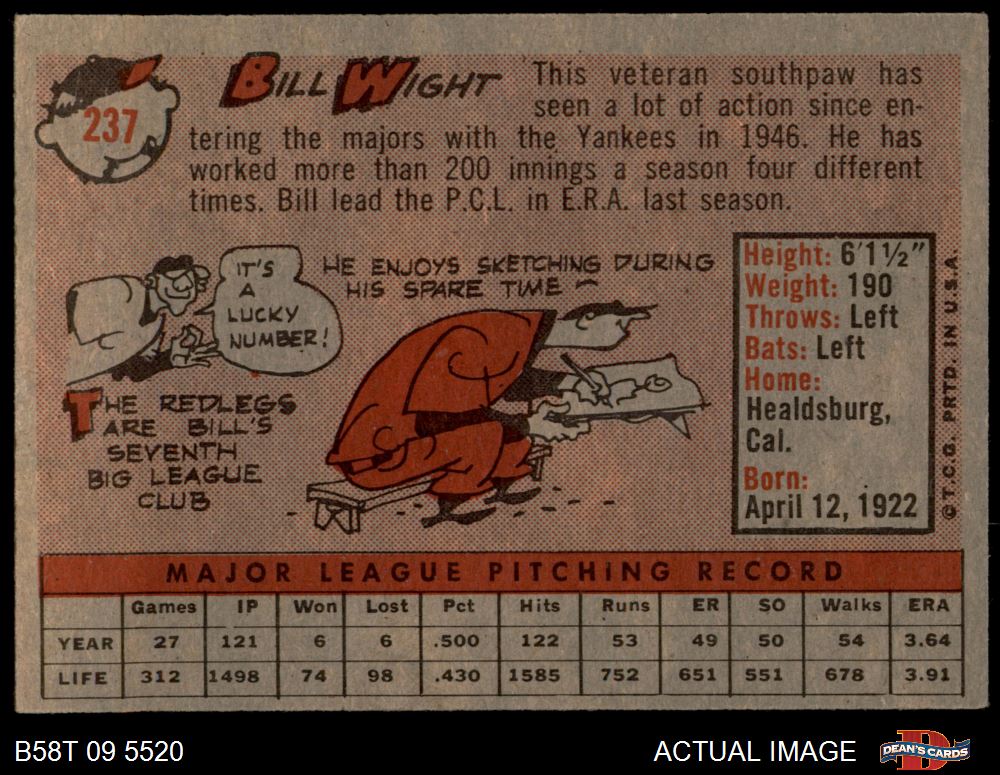 237
BILL WIGHT
This veteran southpaw has
seen a lot of action since en-
tering the majors with the Yankees in 1946. He has
worked more than 200 innings a season four different
times. Bill lead the P.C.L. in E.R.A. last season.
IT'S
A
LUCKY
NUMBER!
HE ENJOYS SKETCHING DURING
HIS SPARE TIME
THE REDLEGS
ARE BILL'S
SEVENTH
BIG LEAGUE
CLUB
Height: 6'1½"
Weight: 190
Throws: Left
Bats: Left
Home:
Healdsburg,
Cal.
Born:
April 12, 1922
© T.C.G. PRTD. IN U.S.A.
MAJOR LEAGUE PITCHING RECORD
Games IP Won Lost Pct Hits Runs ER SO Walks ERA
YEAR 27 121 6 6 .500 122 53 49 50 54 3.64
LIFE 312 1498 74 98 .430 1585 752 651 551 678 3.91
B58T 09 5520
ACTUAL IMAGE
D
DEAN'S CARDS